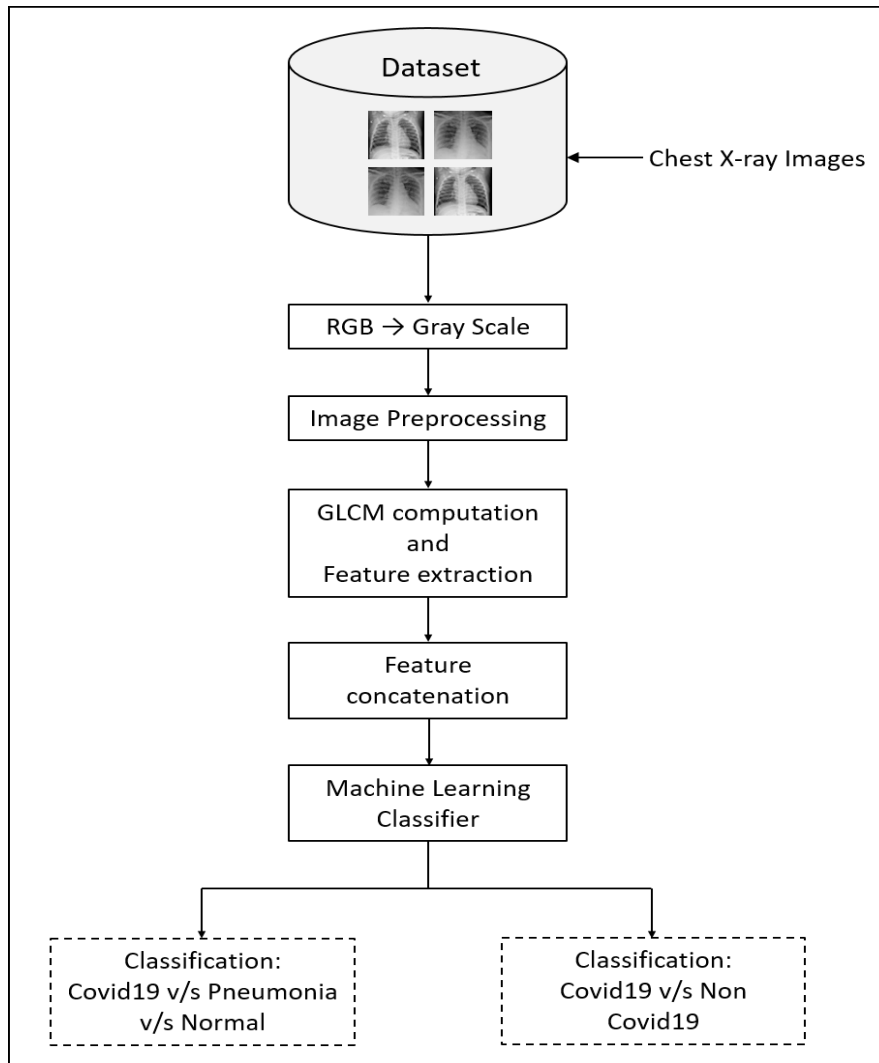 Dataset
Chest X-ray Images
RGB → Gray Scale
Image Preprocessing
GLCM computation
and
Feature extraction
Feature
concatenation
Machine Learning
Classifier
Classification:
Covid19 v/s Pneumonia
v/s Normal
Classification:
Covid19 v/s Non
Covid19